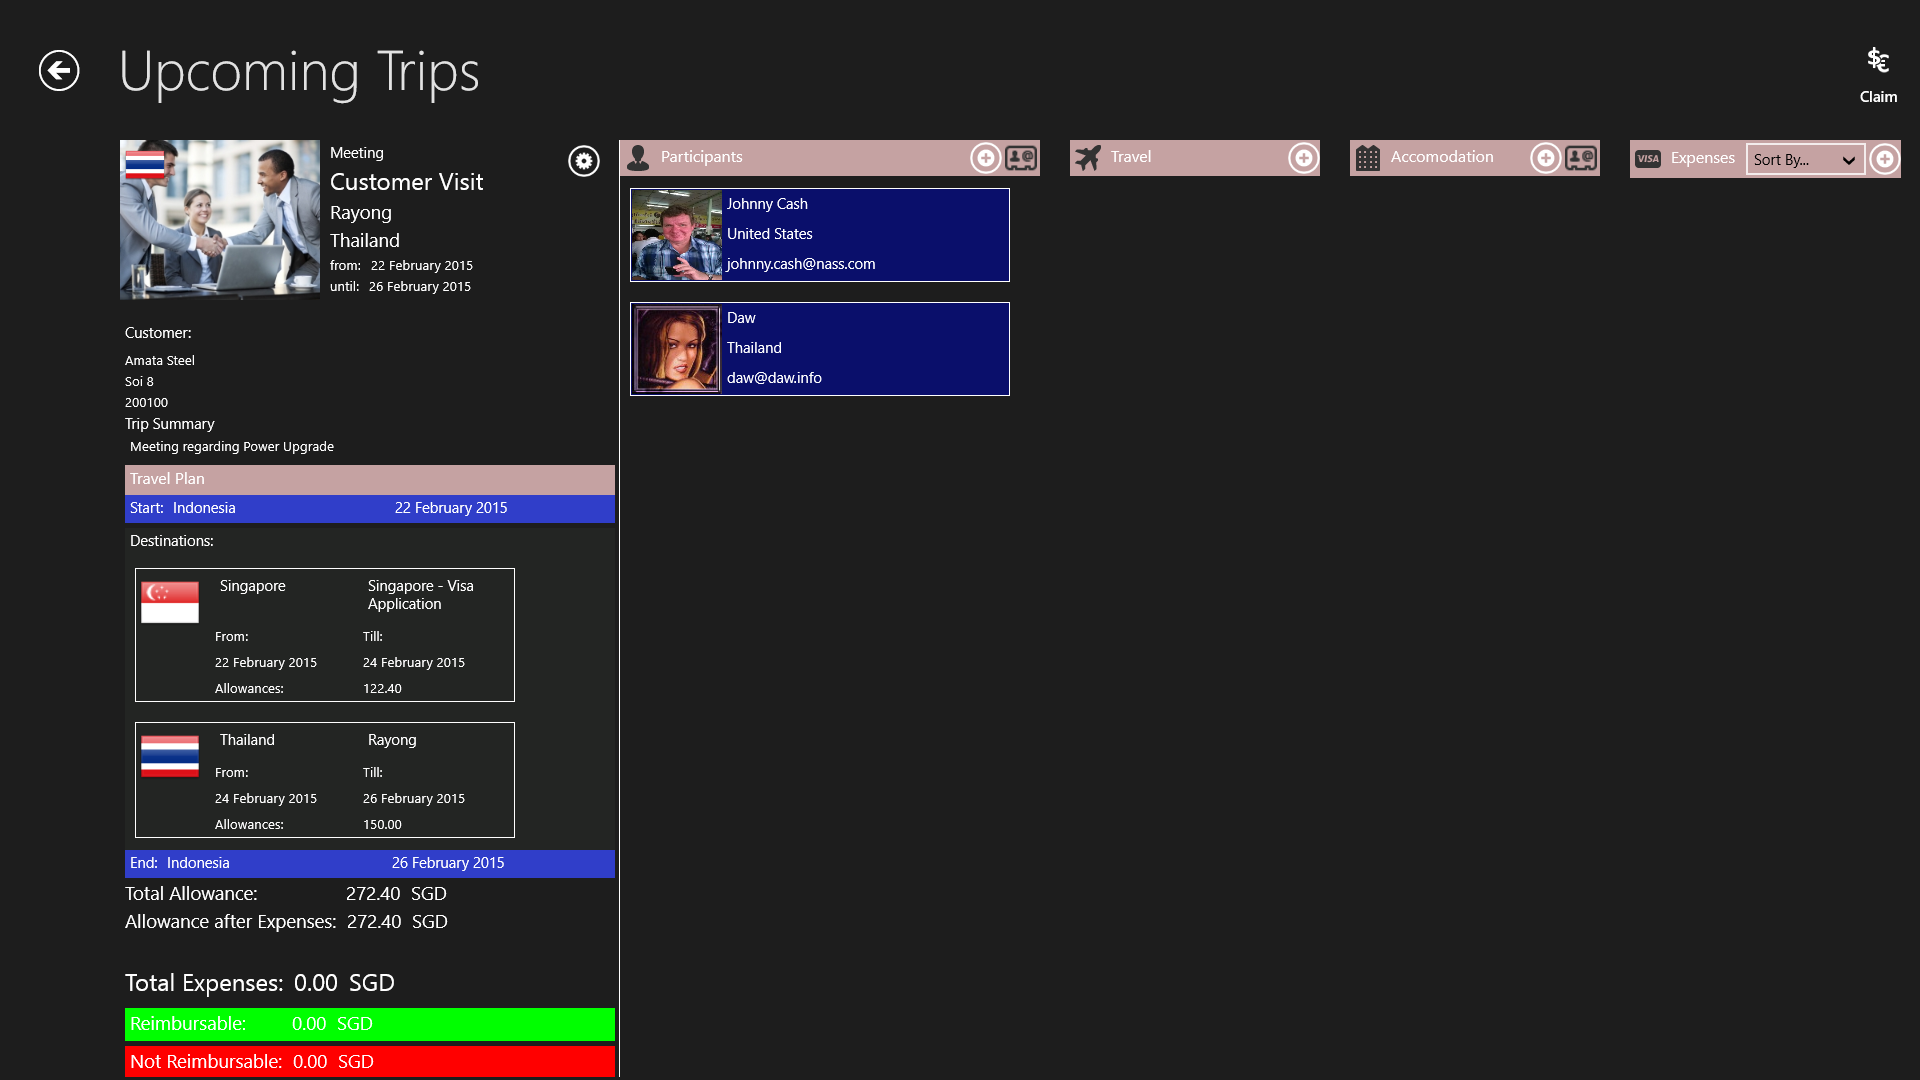 Upcoming Trips
Claim
Meeting
Customer Visit
Rayong
Thailand
from: 22 February 2015
until: 26 February 2015
Customer:
Amata Steel
Soi 8
200100
Trip Summary
Meeting regarding Power Upgrade
Travel Plan
Start: Indonesia 22 February 2015
Destinations:
Singapore Singapore - Visa
Application
From: Till:
22 February 2015 24 February 2015
Allowances: 122.40
Thailand Rayong
From: Till:
24 February 2015 26 February 2015
Allowances: 150.00
End: Indonesia 26 February 2015
Total Allowance: 272.40 SGD
Allowance after Expenses: 272.40 SGD
Total Expenses: 0.00 SGD
Reimbursable: 0.00 SGD
Not Reimbursable: 0.00 SGD
Participants
Johnny Cash
United States
johnny.cash@nass.com
Daw
Thailand
daw@daw.info
Travel
Accomodation
VISA Expenses Sort By...